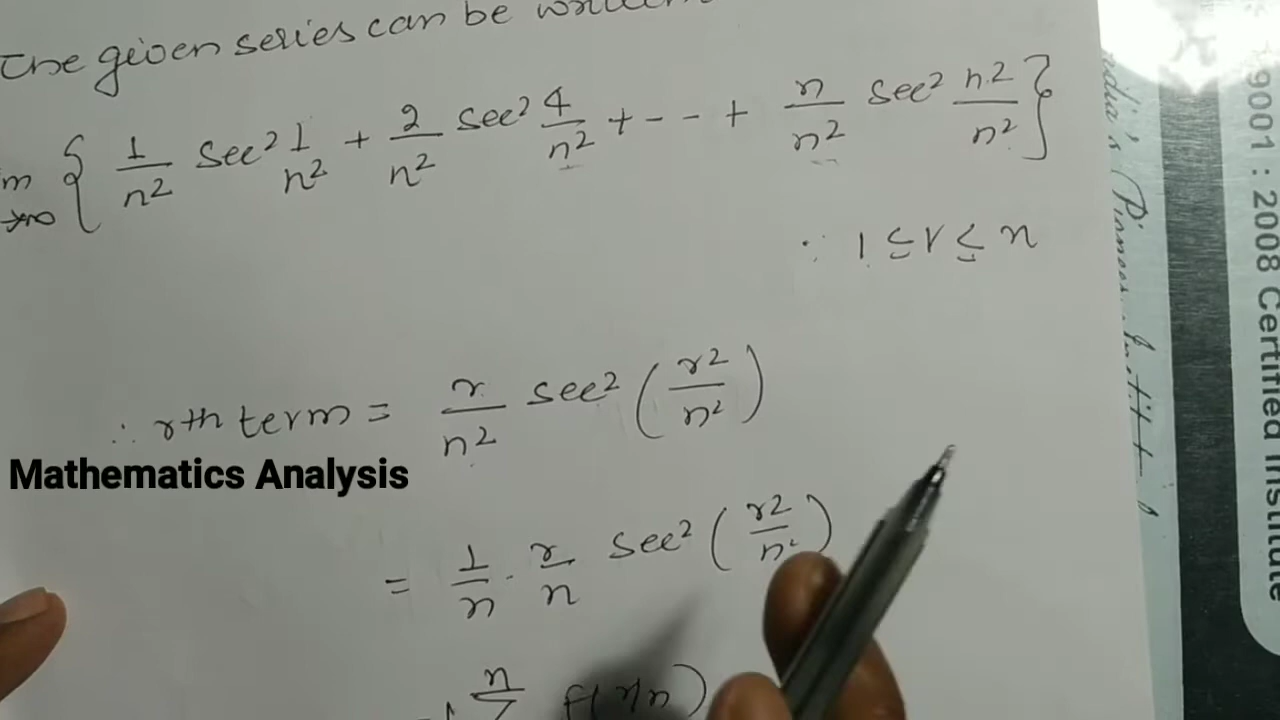 The given series can be written
m →∞ { 1/n² sec² 1/n² + 2/n² sec² 4/n² + - - + n/n² sec² n²/n² }
∵ 1 ≤ r ≤ n
∴ rth term = r/n² sec² (r²/n²)
Mathematics Analysis
= 1/n . r/n sec² (r²/n²)
n Σ f(r/n)
9001 : 2008 Certified Institute